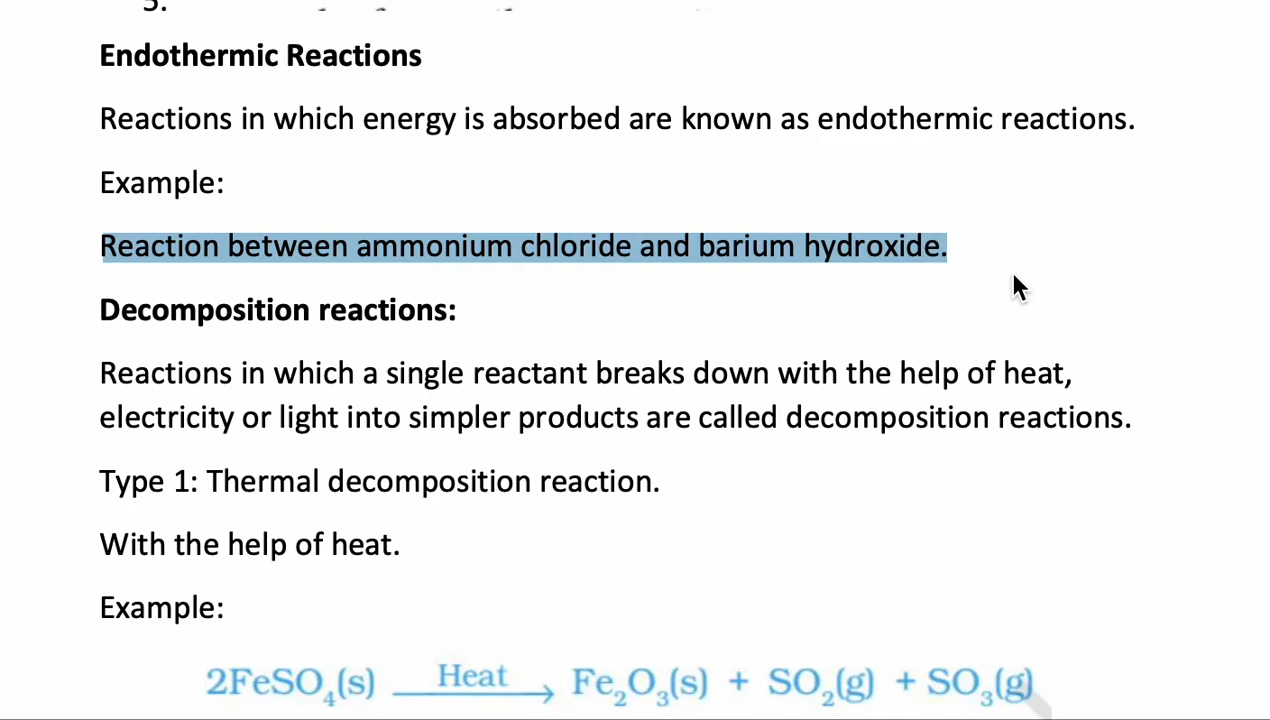 5.
Endothermic Reactions
Reactions in which energy is absorbed are known as endothermic reactions.
Example:
Reaction between ammonium chloride and barium hydroxide.
Decomposition reactions:
Reactions in which a single reactant breaks down with the help of heat,
electricity or light into simpler products are called decomposition reactions.
Type 1: Thermal decomposition reaction.
With the help of heat.
Example:
2FeSO₄(s) Heat → Fe₂O₃(s) + SO₂(g) + SO₃(g)